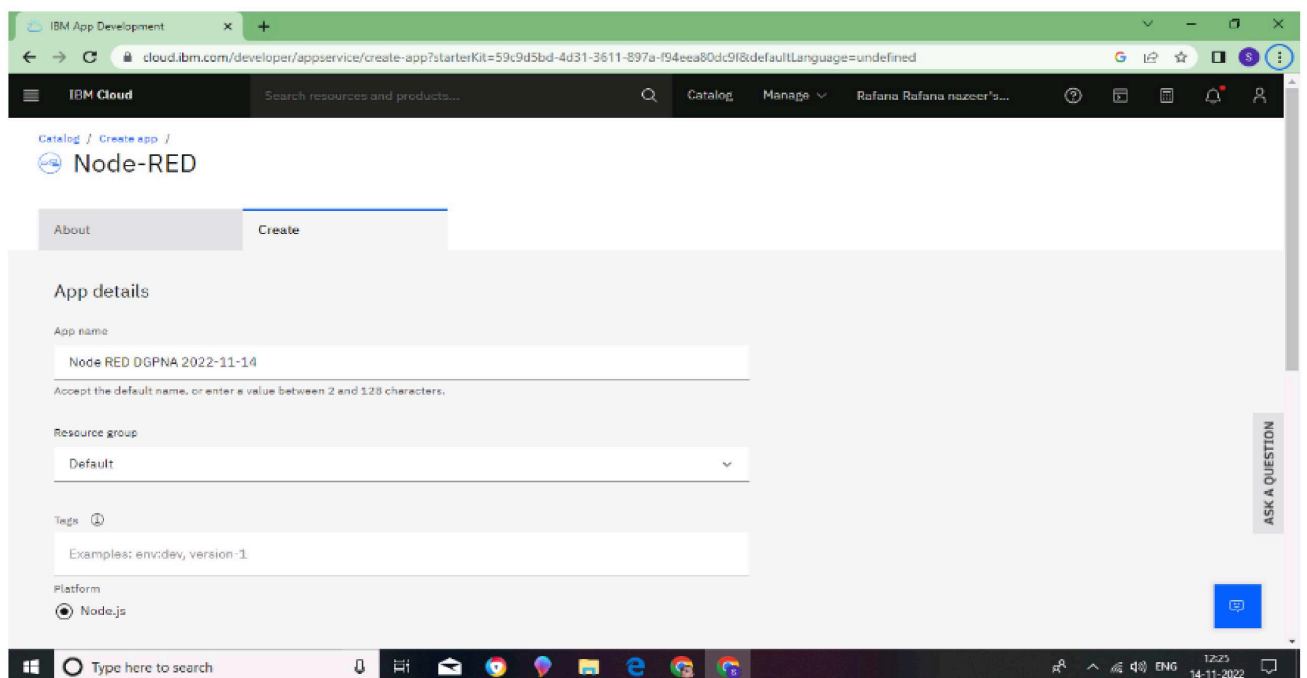 IBM App Development
cloud.ibm.com/developer/appservice/create-app?starterKit=59c9d5bd-4d31-3611-897a-f94eea80dc9f&defaultLanguage=undefined
G
S
IBM Cloud
Search resources and products...
Catalog
Manage
Rafana Rafana nazeer's...
Catalog / Create app /
Node-RED
About
Create
App details
App name
Node RED DGPNA 2022-11-14
Accept the default name, or enter a value between 2 and 128 characters.
Resource group
Default
Tags
Examples: env:dev, version-1
Platform
Node.js
ASK A QUESTION
Type here to search
ENG
12:25
14-11-2022